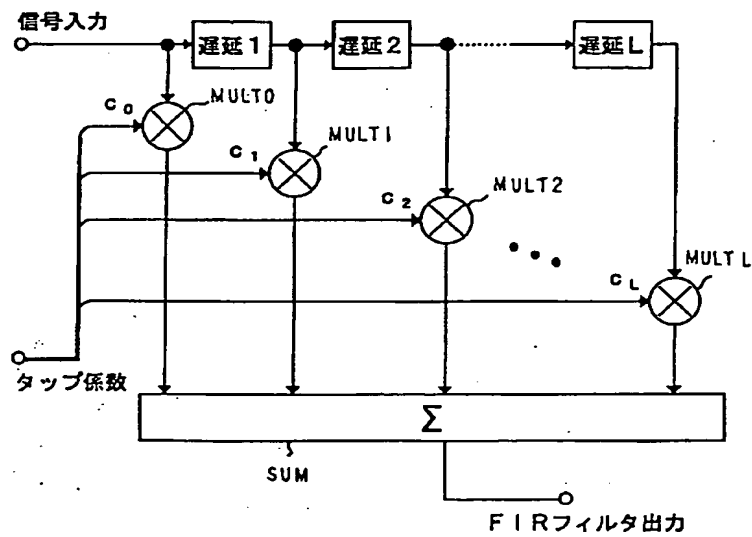 信号入力
遅延1
遅延2
遅延L
C0
MULT0
C1
MULT1
C2
MULT2
CL
MULT L
タップ係数
Σ
SUM
FIRフィルタ出力